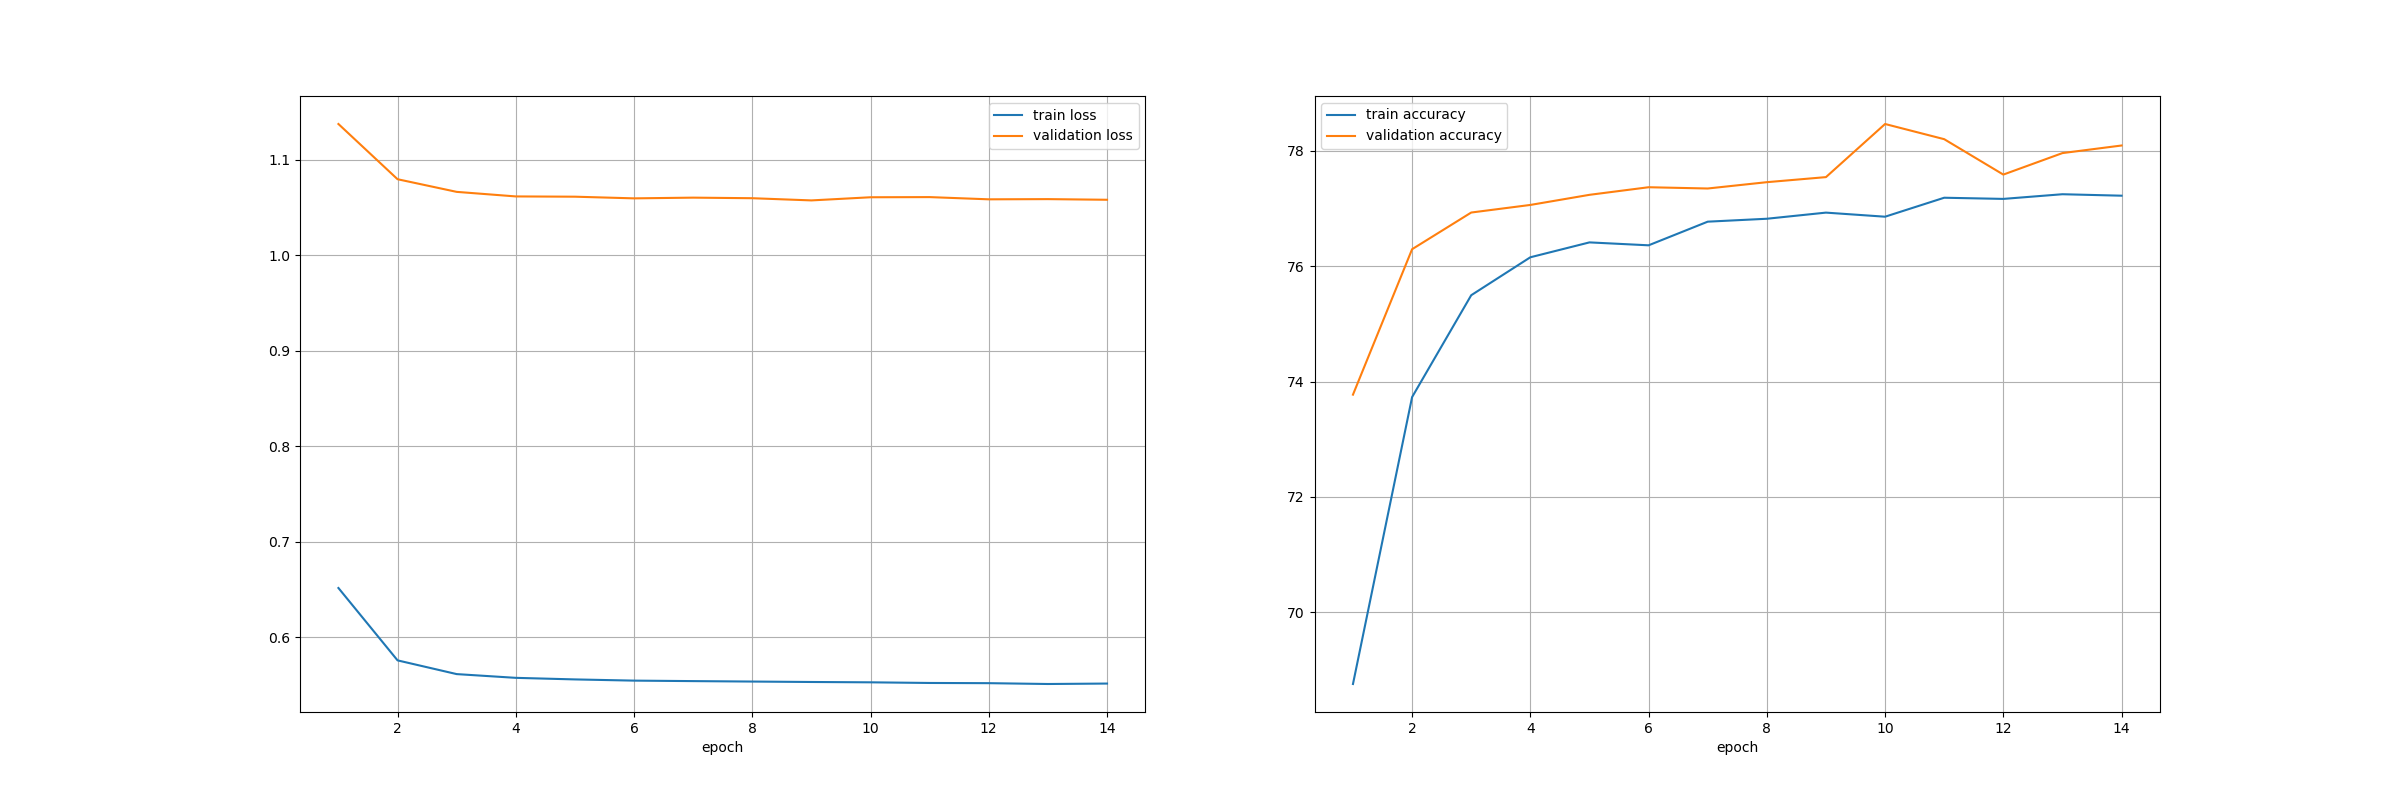 train loss
validation loss
1.1
1.0
0.9
0.8
0.7
0.6
2 4 6 8 10 12 14
epoch
train accuracy
validation accuracy
78
76
74
72
70
2 4 6 8 10 12 14
epoch